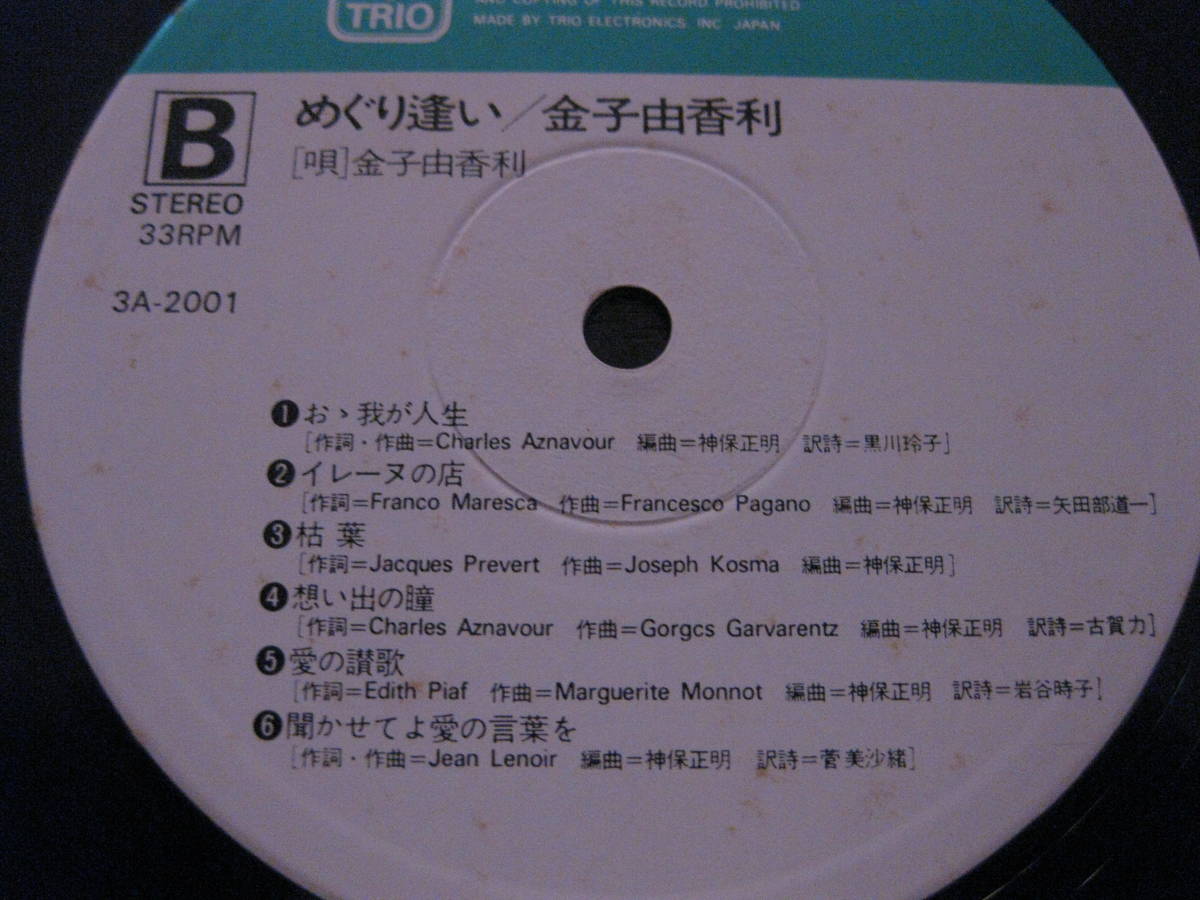 TRIO
AND COPYING OF THIS RECORD PROHIBITED
MADE BY TRIO ELECTRONICS. INC JAPAN.
B
STEREO
33RPM
3A-2001
めぐり逢い/金子由香利
[唄]金子由香利
❶おゝ我が人生
[作詞・作曲=Charles Aznavour 編曲=神保正明 訳詩=黒川玲子]
❷イレーヌの店
[作詞=Franco Maresca 作曲=Francesco Pagano 編曲=神保正明 訳詩=矢田部道一]
❸枯 葉
[作詞=Jacques Prevert 作曲=Joseph Kosma 編曲=神保正明]
❹想い出の瞳
[作詞=Charles Aznavour 作曲=Gorgcs Garvarentz 編曲=神保正明 訳詩=古賀力]
❺愛の讃歌
[作詞=Edith Piaf 作曲=Marguerite Monnot 編曲=神保正明 訳詩=岩谷時子]
❻聞かせてよ愛の言葉を
[作詞・作曲=Jean Lenoir 編曲=神保正明 訳詩=菅美沙緒]